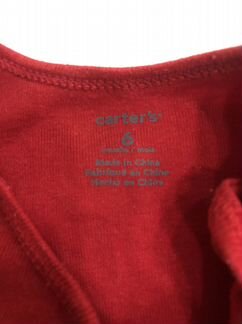 carter's
6
Made in China
Fabriqué en Chine
Hecho en China